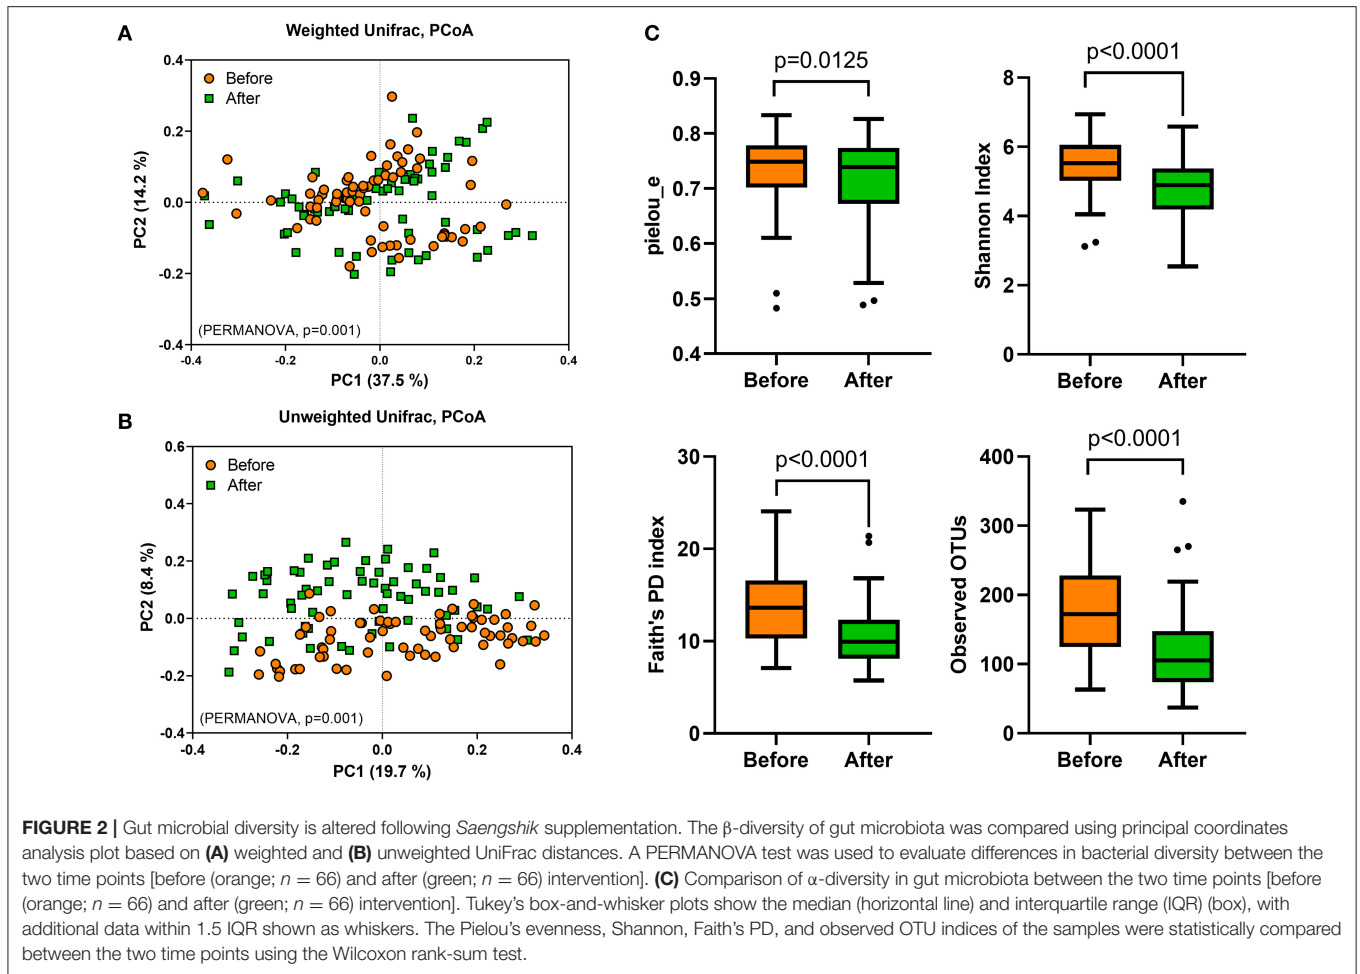 A
Weighted Unifrac, PCoA
Before
After
0.4
0.2
0.0
-0.2
-0.4
PC2 (14.2 %)
(PERMANOVA, p=0.001)
-0.4
-0.2
0.0
0.2
0.4
PC1 (37.5 %)
B
Unweighted Unifrac, PCoA
Before
After
0.6
0.4
0.2
0.0
-0.2
-0.4
PC2 (8.4 %)
(PERMANOVA, p=0.001)
-0.4
-0.2
0.0
0.2
0.4
PC1 (19.7 %)
C
p=0.0125
0.9
0.8
0.7
0.6
0.5
0.4
pielou_e
Before
After
p<0.0001
8
6
4
2
0
Shannon Index
Before
After
p<0.0001
30
20
10
0
Faith's PD index
Before
After
p<0.0001
400
300
200
100
0
Observed OTUs
Before
After
FIGURE 2 | Gut microbial diversity is altered following Saengshik supplementation. The β-diversity of gut microbiota was compared using principal coordinates
analysis plot based on (A) weighted and (B) unweighted UniFrac distances. A PERMANOVA test was used to evaluate differences in bacterial diversity between the
two time points [before (orange; n = 66) and after (green; n = 66) intervention]. (C) Comparison of α-diversity in gut microbiota between the two time points [before
(orange; n = 66) and after (green; n = 66) intervention]. Tukey's box-and-whisker plots show the median (horizontal line) and interquartile range (IQR) (box), with
additional data within 1.5 IQR shown as whiskers. The Pielou's evenness, Shannon, Faith's PD, and observed OTU indices of the samples were statistically compared
between the two time points using the Wilcoxon rank-sum test.